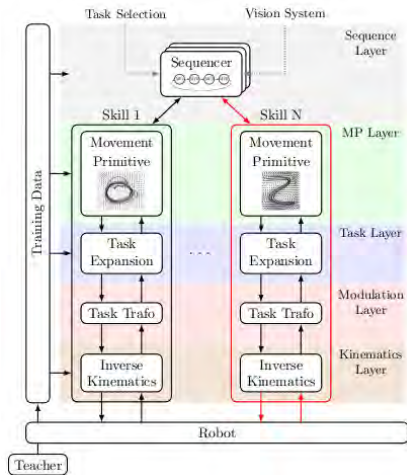 Task Selection
Vision System
Sequence
Layer
Sequencer
Skill 1
Skill N
MP Layer
Movement
Primitive
Movement
Primitive
Training Data
Task Layer
Task
Expansion
...
Task
Expansion
Modulation
Layer
Task Trafo
Task Trafo
Kinematics
Layer
Inverse
Kinematics
Inverse
Kinematics
Robot
Teacher